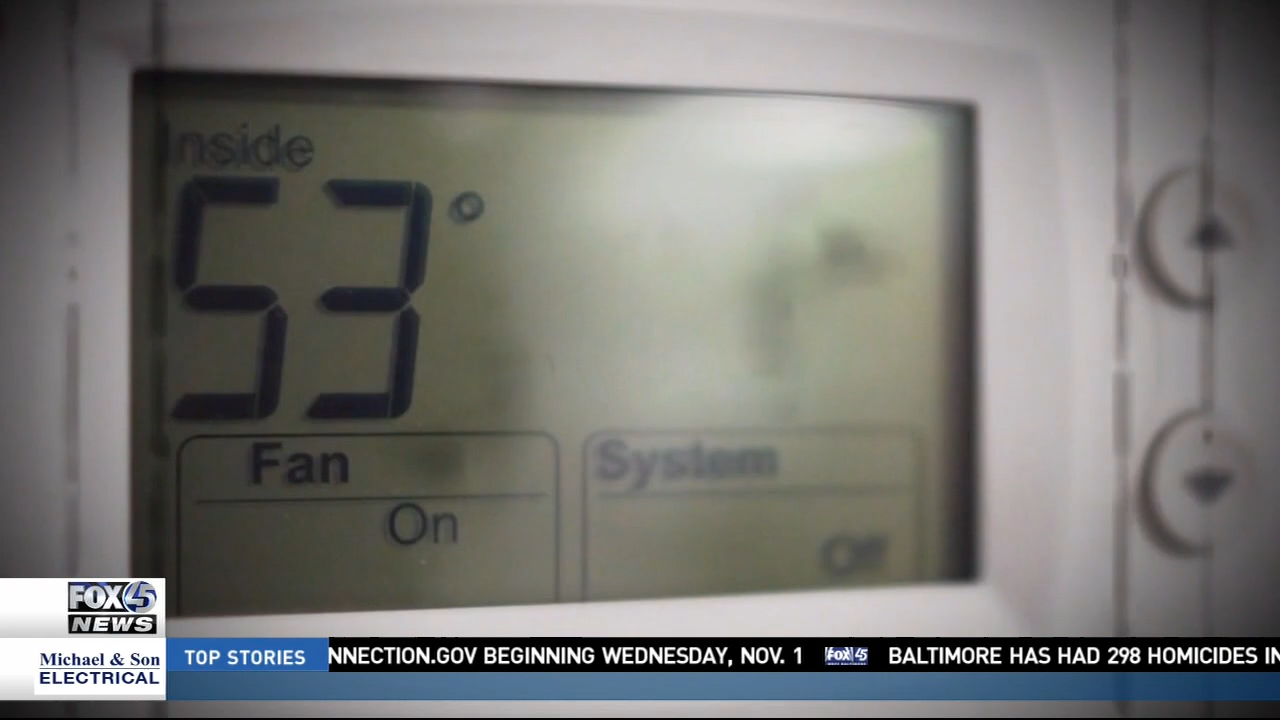 Inside
53°
Fan
System
On
Off
FOX 45
NEWS
Michael & Son
ELECTRICAL
TOP STORIES
NNECTION.GOV BEGINNING WEDNESDAY, NOV. 1 FOX 45 BALTIMORE HAS HAD 298 HOMICIDES IN